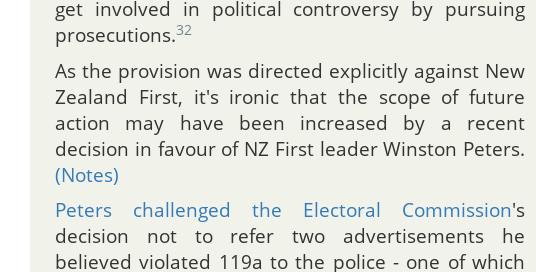 get involved in political controversy by pursuing
prosecutions.32
As the provision was directed explicitly against New
Zealand First, it's ironic that the scope of future
action may have been increased by a recent
decision in favour of NZ First leader Winston Peters.
(Notes)
Peters challenged the Electoral Commission's
decision not to refer two advertisements he
believed violated 119a to the police - one of which